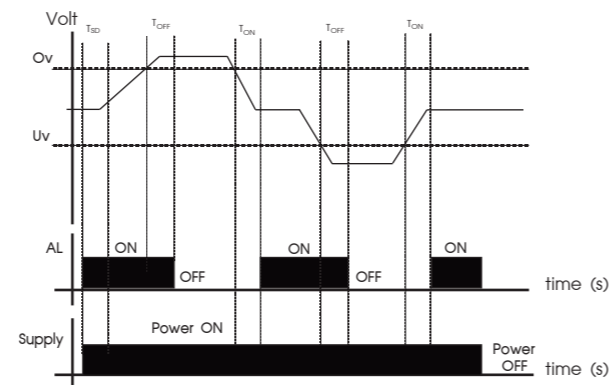 Volt
TSD TOFF TON TOFF TON
Ov
Uv
AL ON ON ON
OFF OFF time (s)
Supply Power ON
Power
OFF time (s)